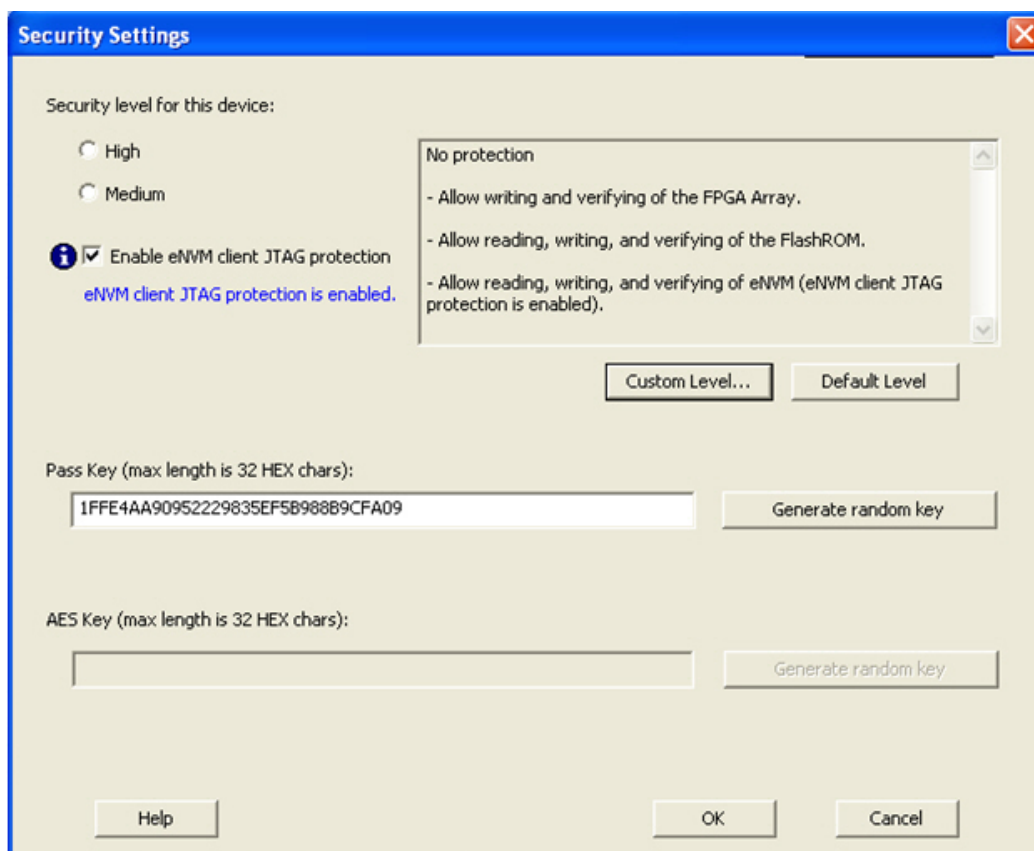 Security Settings
Security level for this device:
High
Medium
Enable eNVM client JTAG protection
eNVM client JTAG protection is enabled.
No protection
- Allow writing and verifying of the FPGA Array.
- Allow reading, writing, and verifying of the FlashROM.
- Allow reading, writing, and verifying of eNVM (eNVM client JTAG
protection is enabled).
Custom Level...
Default Level
Pass Key (max length is 32 HEX chars):
1FFE4AA90952229835EF5B988B9CFA09
Generate random key
AES Key (max length is 32 HEX chars):
Generate random key
Help
OK
Cancel